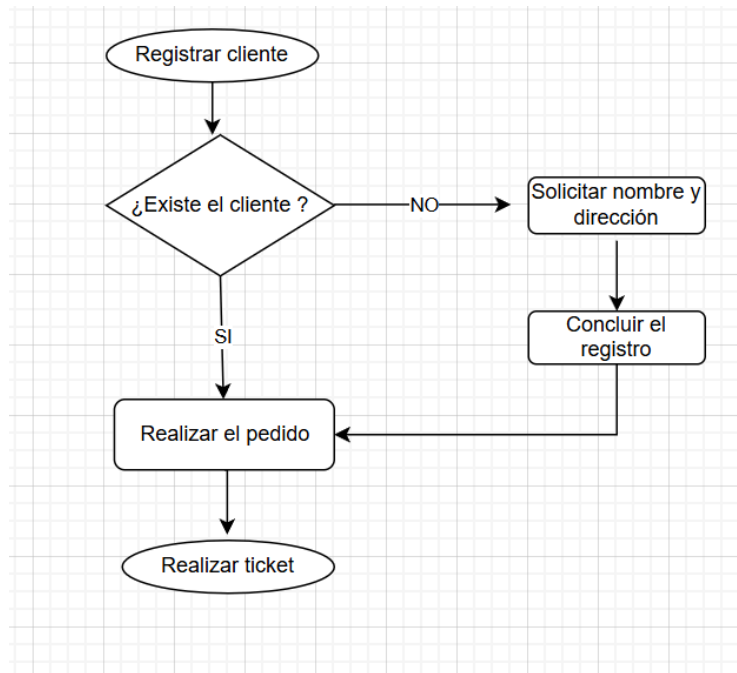 Registrar cliente
¿Existe el cliente ?
NO
Solicitar nombre y
dirección
Concluir el
registro
SI
Realizar el pedido
Realizar ticket